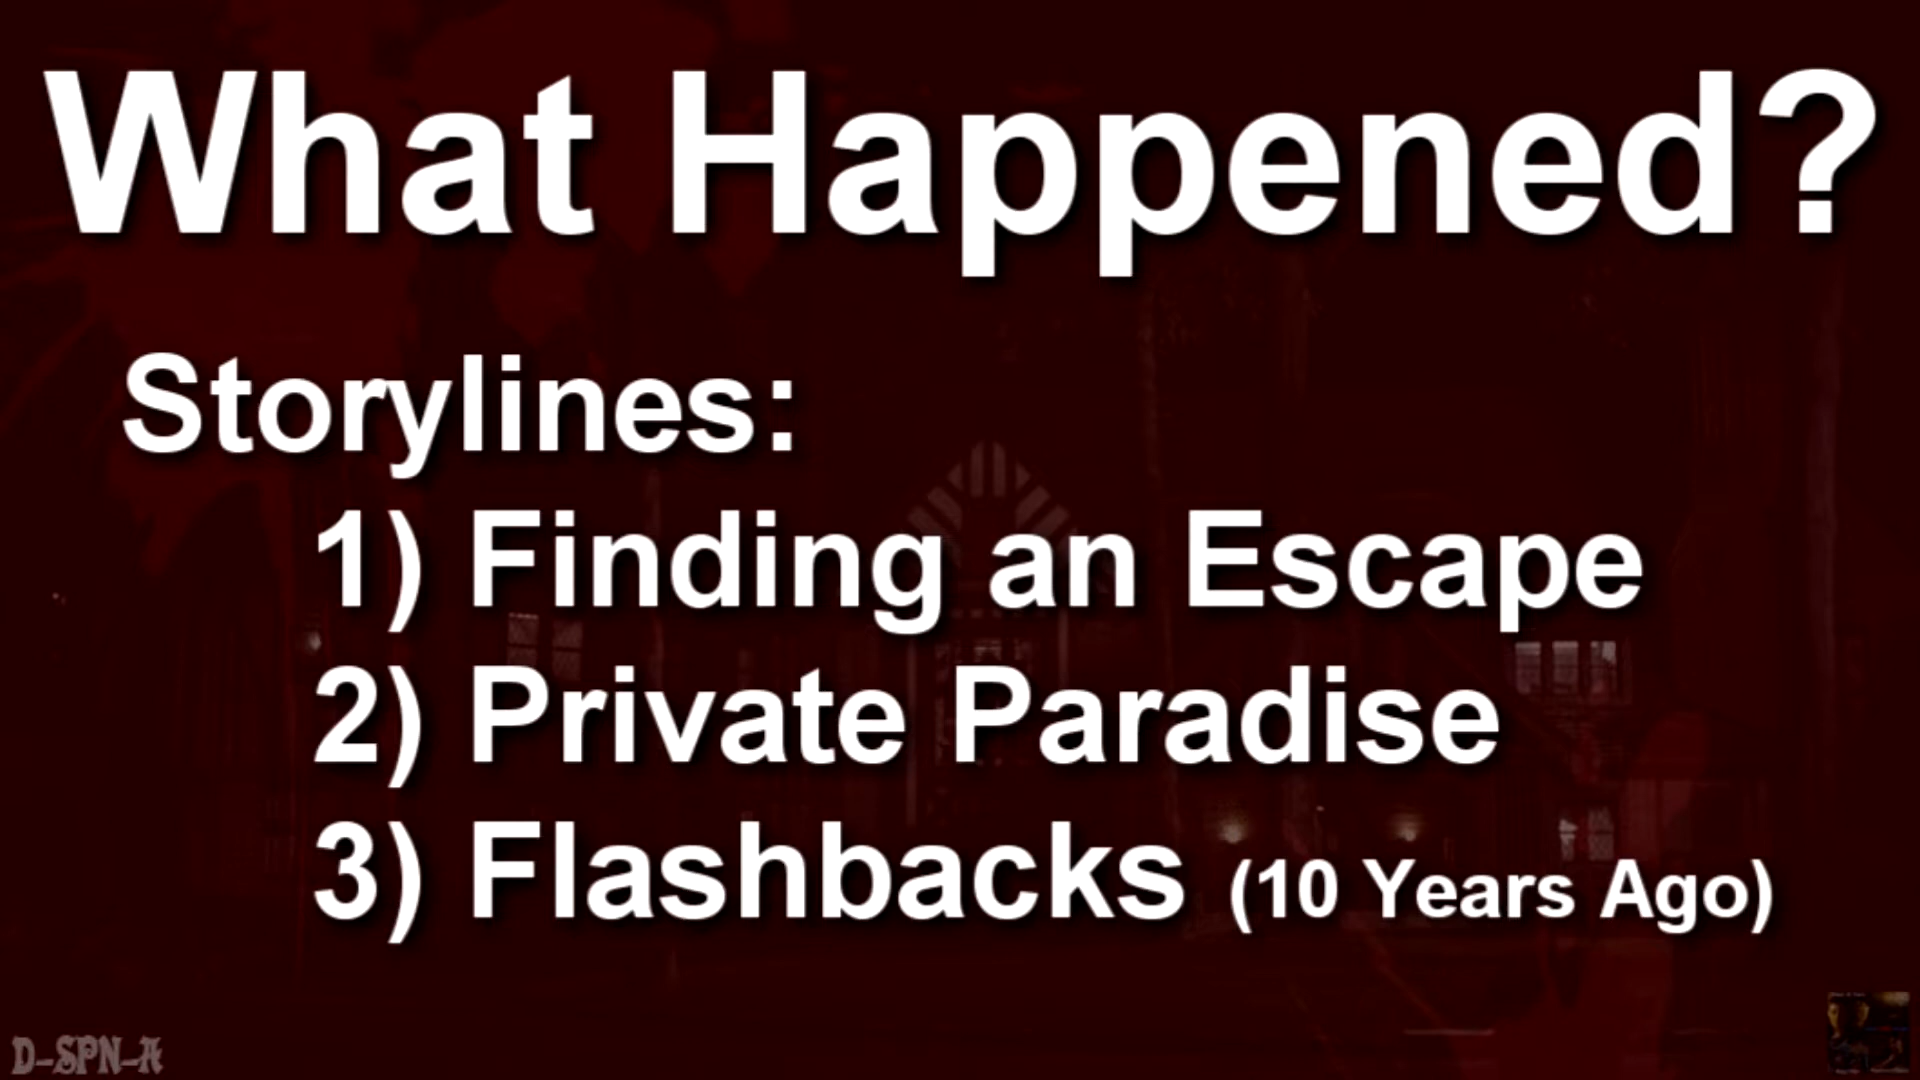 What Happened?
Storylines:
1) Finding an Escape
2) Private Paradise
3) Flashbacks (10 Years Ago)
D-SPN-A